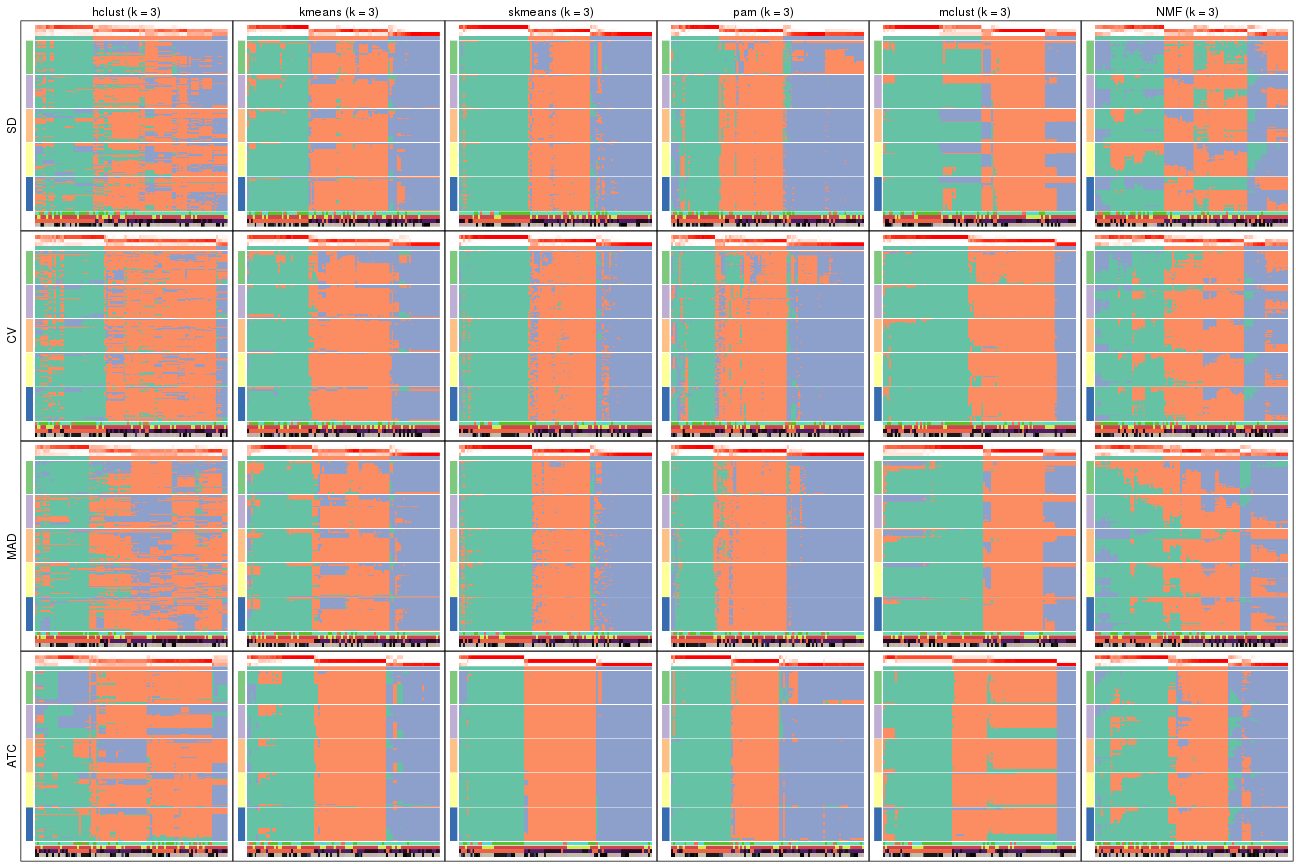 hclust (k = 3) kmeans (k = 3) skmeans (k = 3) pam (k = 3) mclust (k = 3) NMF (k = 3)
SD
CV
MAD
ATC